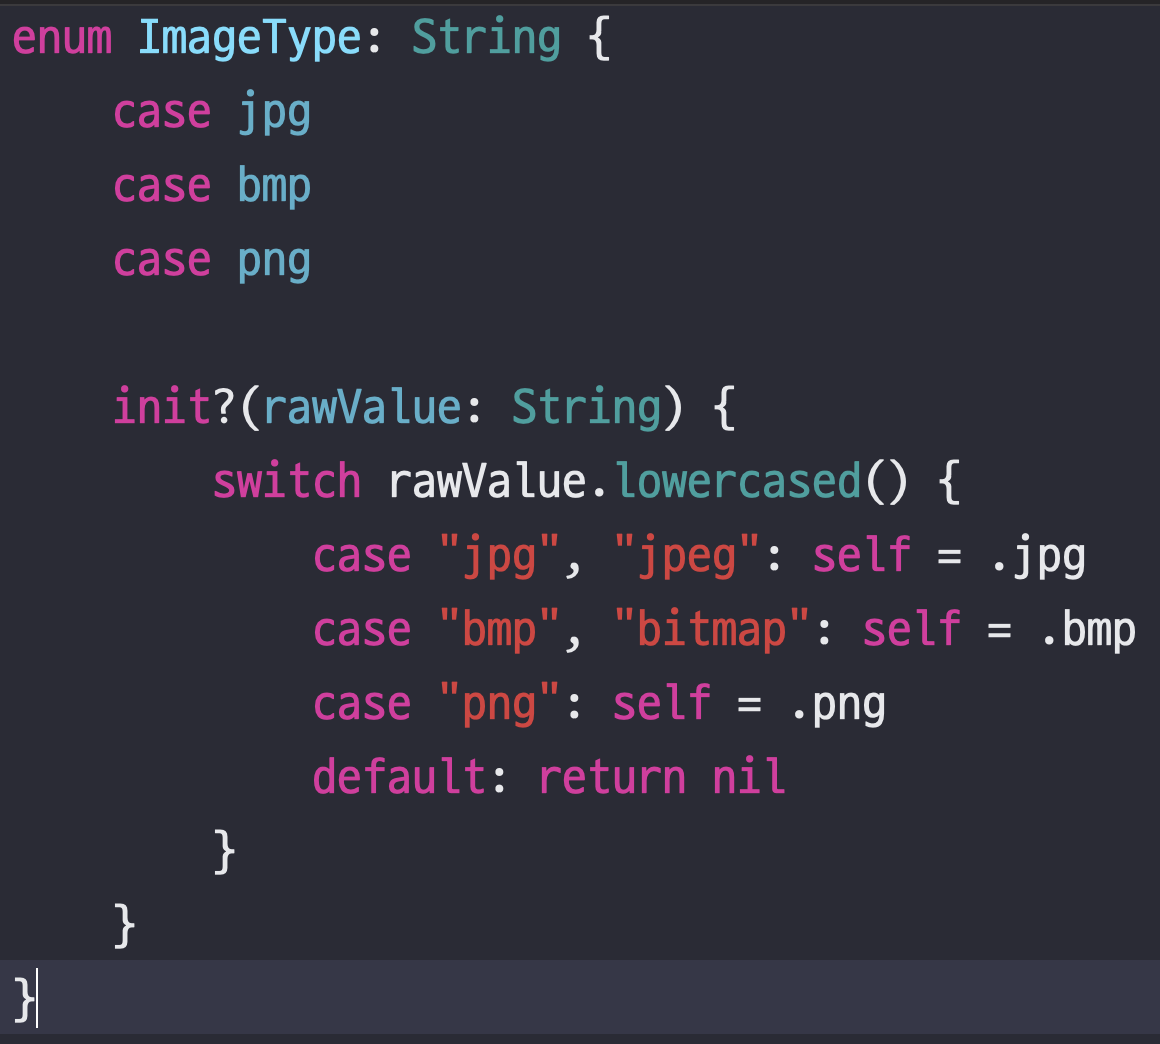 enum ImageType: String {
    case jpg
    case bmp
    case png

    init?(rawValue: String) {
        switch rawValue.lowercased() {
            case "jpg", "jpeg": self = .jpg
            case "bmp", "bitmap": self = .bmp
            case "png": self = .png
            default: return nil
        }
    }
}